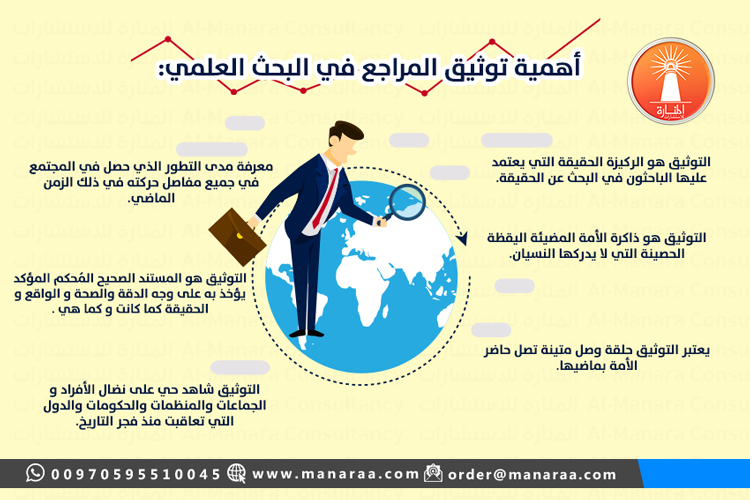 أهمية توثيق المراجع في البحث العلمي:
المنارة
للاستشارات
التوثيق هو الركيزة الحقيقة التي يعتمد
عليها الباحثون في البحث عن الحقيقة.
التوثيق هو ذاكرة الأمة المضيئة اليقظة
الحصينة التي لا يدركها النسيان.
يعتبر التوثيق حلقة وصل متينة تصل حاضر
الأمة بماضيها.
معرفة مدى التطور الذي حصل في المجتمع
في جميع مفاصل حركته في ذلك الزمن
الماضي.
التوثيق هو المستند الصحيح المُحكم المؤكد
يؤخذ به على وجه الدقة والصحة و الواقع و
الحقيقة كما كانت و كما هي .
التوثيق شاهد حي على نضال الأفراد و
الجماعات والمنظمات والحكومات والدول
التي تعاقبت منذ فجر التاريخ.
00970595510045 www.manaraa.com order@manaraa.com